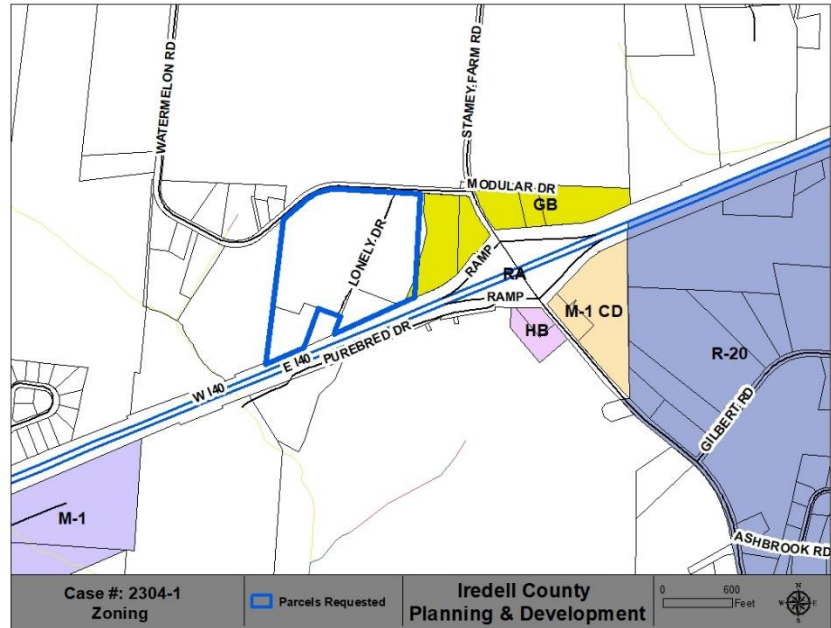 WATERMELON RD
STAMEY FARM RD
MODULAR DR
GB
LONELY DR
RAMP
RA
RAMP
M-1 CD
HB
E I40
PUREBRED DR
W I40
R-20
GILBERT RD
M-1
ASHBROOK RD
Case #: 2304-1
Zoning
Parcels Requested
Iredell County
Planning & Development
0 600
Feet
N
W E
S